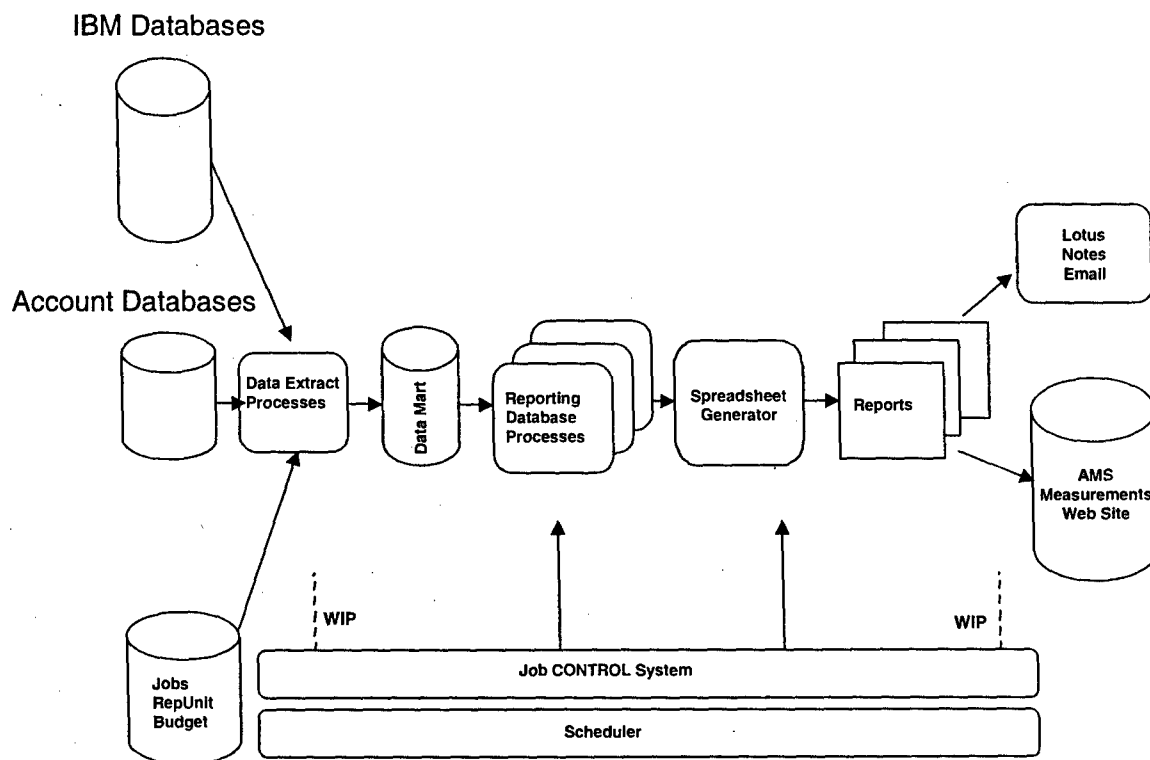 IBM Databases
Lotus
Notes
Email
Account Databases
Data Extract
Processes
Data Mart
Reporting
Database
Processes
Spreadsheet
Generator
Reports
AMS
Measurements
Web Site
WIP
WIP
Jobs
RepUnit
Budget
Job CONTROL System
Scheduler